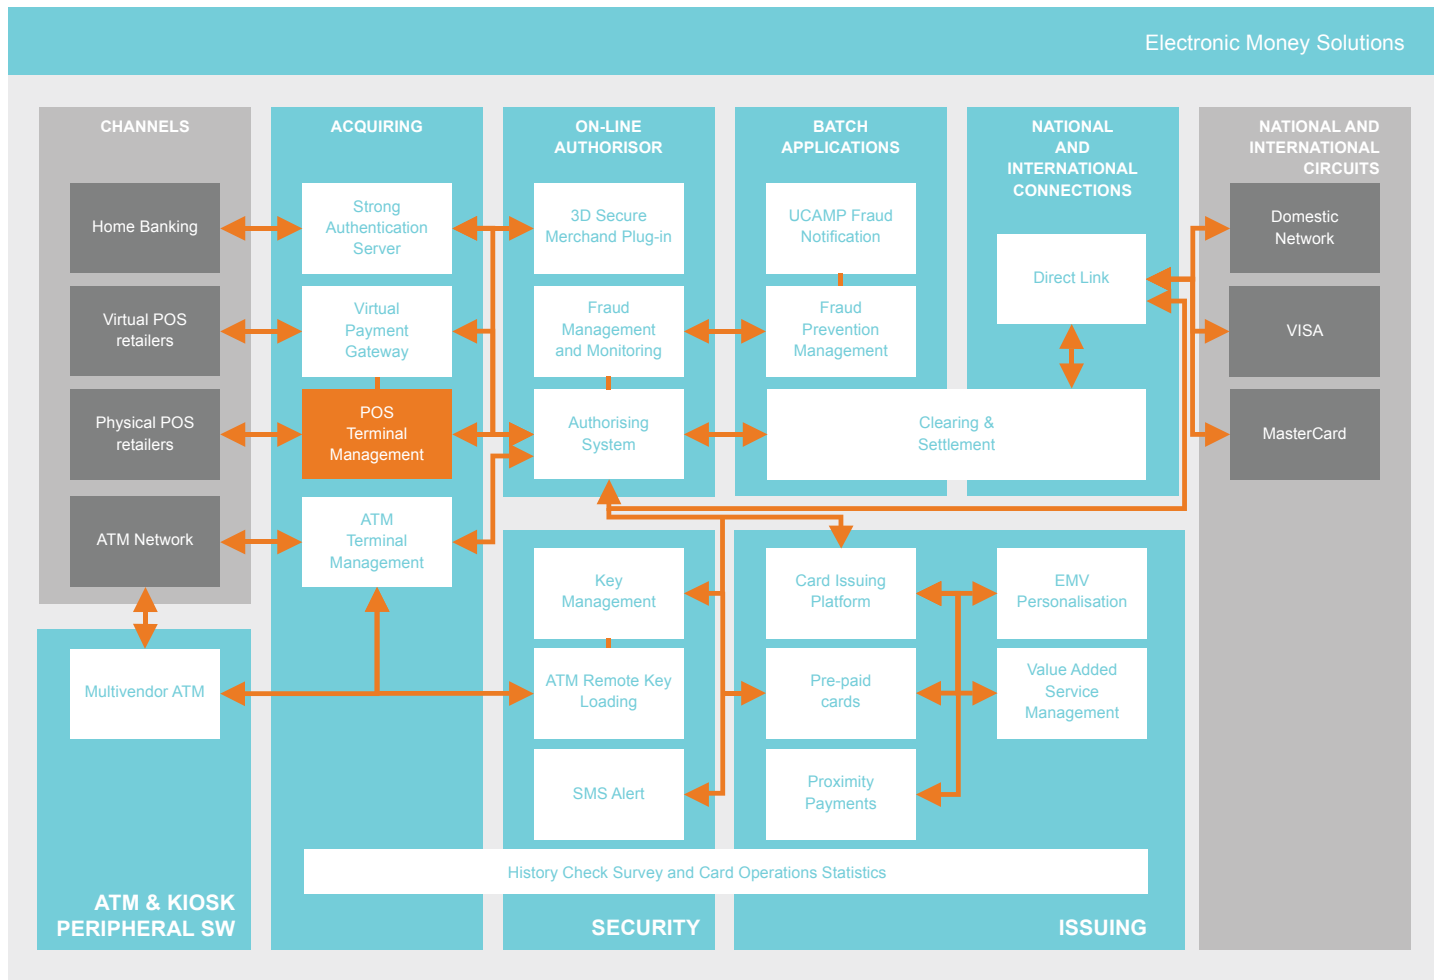 Electronic Money Solutions
CHANNELS
Home Banking
Virtual POS
retailers
Physical POS
retailers
ATM Network
ACQUIRING
Strong
Authentication
Server
Virtual
Payment
Gateway
POS
Terminal
Management
ATM
Terminal
Management
ON-LINE
AUTHORISOR
3D Secure
Merchand Plug-in
Fraud
Management
and Monitoring
Authorising
System
BATCH
APPLICATIONS
UCAMP Fraud
Notification
Fraud
Prevention
Management
NATIONAL
AND
INTERNATIONAL
CONNECTIONS
Direct Link
Clearing &
Settlement
NATIONAL AND
INTERNATIONAL
CIRCUITS
Domestic
Network
VISA
MasterCard
Multivendor ATM
ATM & KIOSK
PERIPHERAL SW
Key
Management
ATM Remote Key
Loading
SMS Alert
SECURITY
Card Issuing
Platform
EMV
Personalisation
Pre-paid
cards
Value Added
Service
Management
Proximity
Payments
History Check Survey and Card Operations Statistics
ISSUING